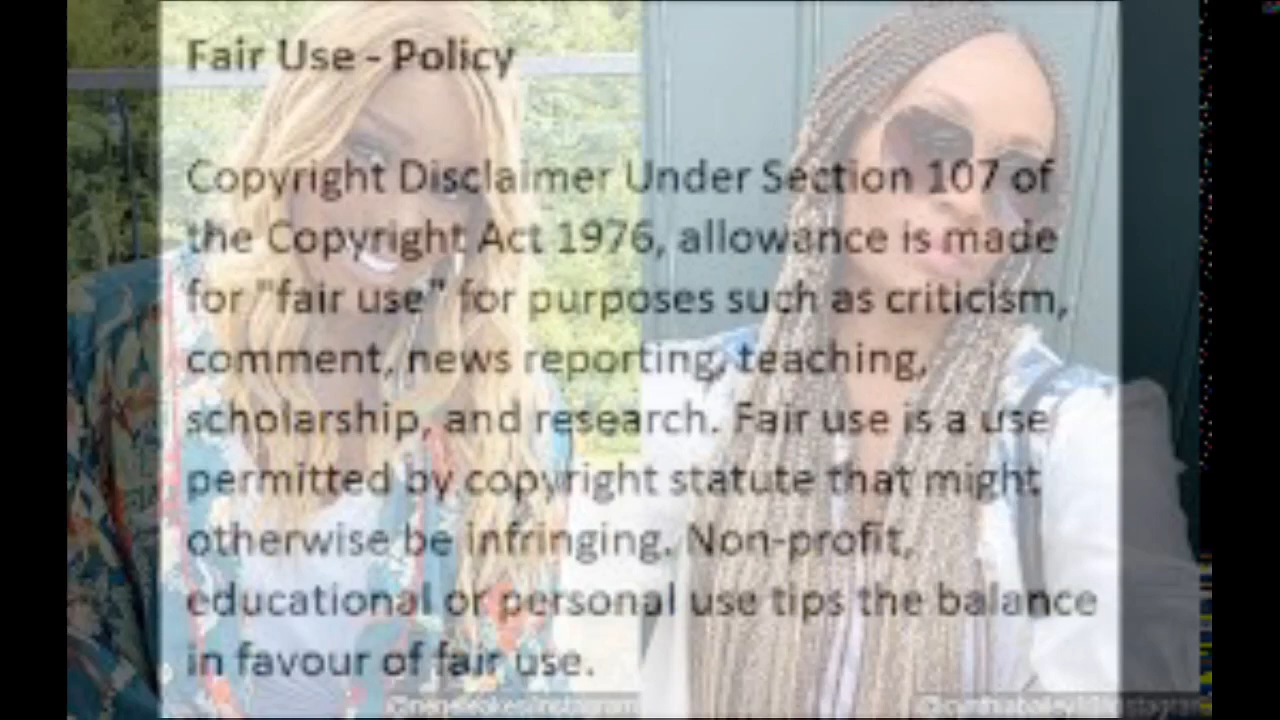 Fair Use - Policy
Copyright Disclaimer Under Section 107 of
the Copyright Act 1976, allowance is made
for "fair use" for purposes such as criticism,
comment, news reporting, teaching,
scholarship, and research. Fair use is a use
permitted by copyright statute that might
otherwise be infringing. Non-profit,
educational or personal use tips the balance
in favour of fair use.